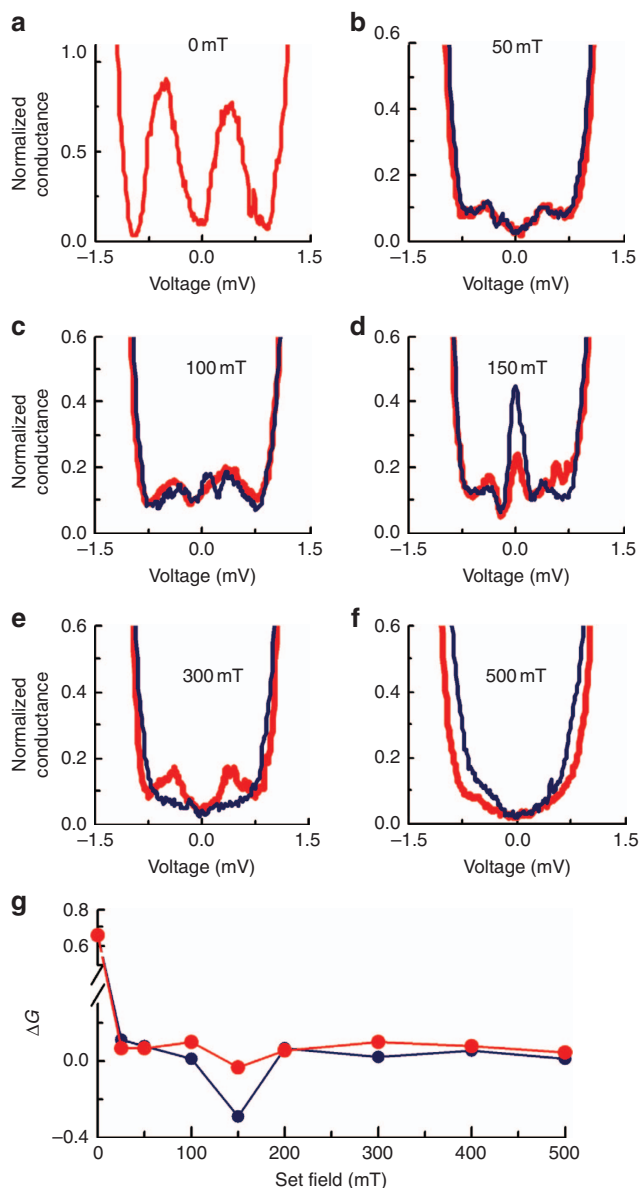 a
0 mT
1.0
0.5
0.0
Normalized
conductance
–1.5
0.0
1.5
Voltage (mV)
b
50 mT
0.6
0.4
0.2
0.0
–1.5
0.0
1.5
Voltage (mV)
c
100 mT
0.6
0.4
0.2
0.0
Normalized
conductance
–1.5
0.0
1.5
Voltage (mV)
d
150 mT
0.6
0.4
0.2
0.0
–1.5
0.0
1.5
Voltage (mV)
e
300 mT
0.6
0.4
0.2
0.0
Normalized
conductance
–1.5
0.0
1.5
Voltage (mV)
f
500 mT
0.6
0.4
0.2
0.0
–1.5
0.0
1.5
Voltage (mV)
g
0.8
0.6
0.0
–0.4
ΔG
0
100
200
300
400
500
Set field (mT)